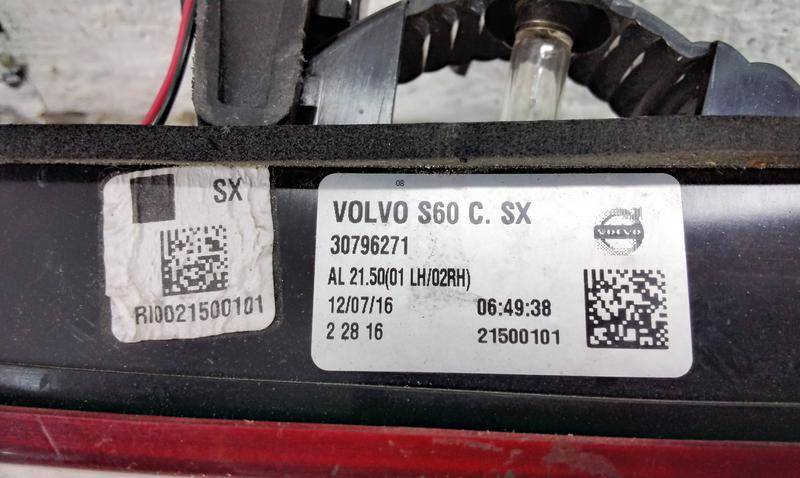 SX
RI0021500101
08
VOLVO S60 C. SX
30796271
VOLVO
AL 21.50(01 LH/02RH)
12/07/16 06:49:38
2 28 16 21500101